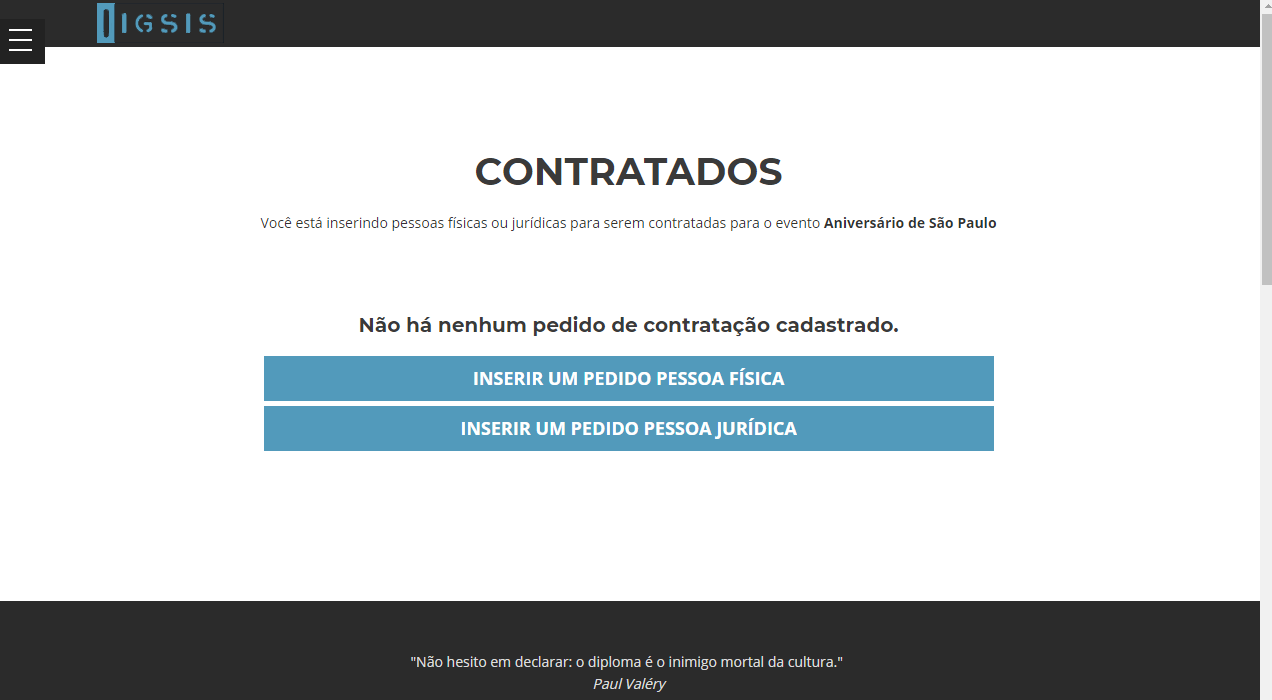 IGSIS
CONTRATADOS
Você está inserindo pessoas físicas ou jurídicas para serem contratadas para o evento Aniversário de São Paulo
Não há nenhum pedido de contratação cadastrado.
INSERIR UM PEDIDO PESSOA FÍSICA
INSERIR UM PEDIDO PESSOA JURÍDICA
"Não hesito em declarar: o diploma é o inimigo mortal da cultura."
Paul Valéry